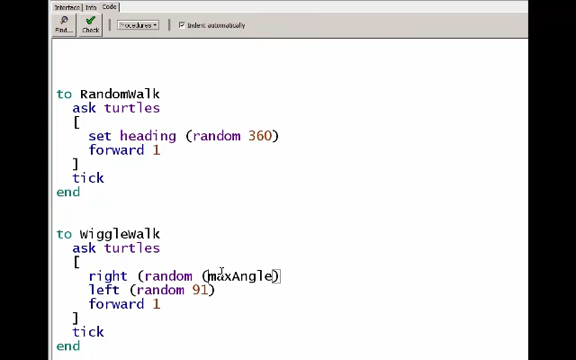 Interface Info Code
Find... Check Procedures Indent automatically
to RandomWalk
ask turtles
[
set heading (random 360)
forward 1
]
tick
end
to WiggleWalk
ask turtles
[
right (random (maxAngle)
left (random 91)
forward 1
]
tick
end